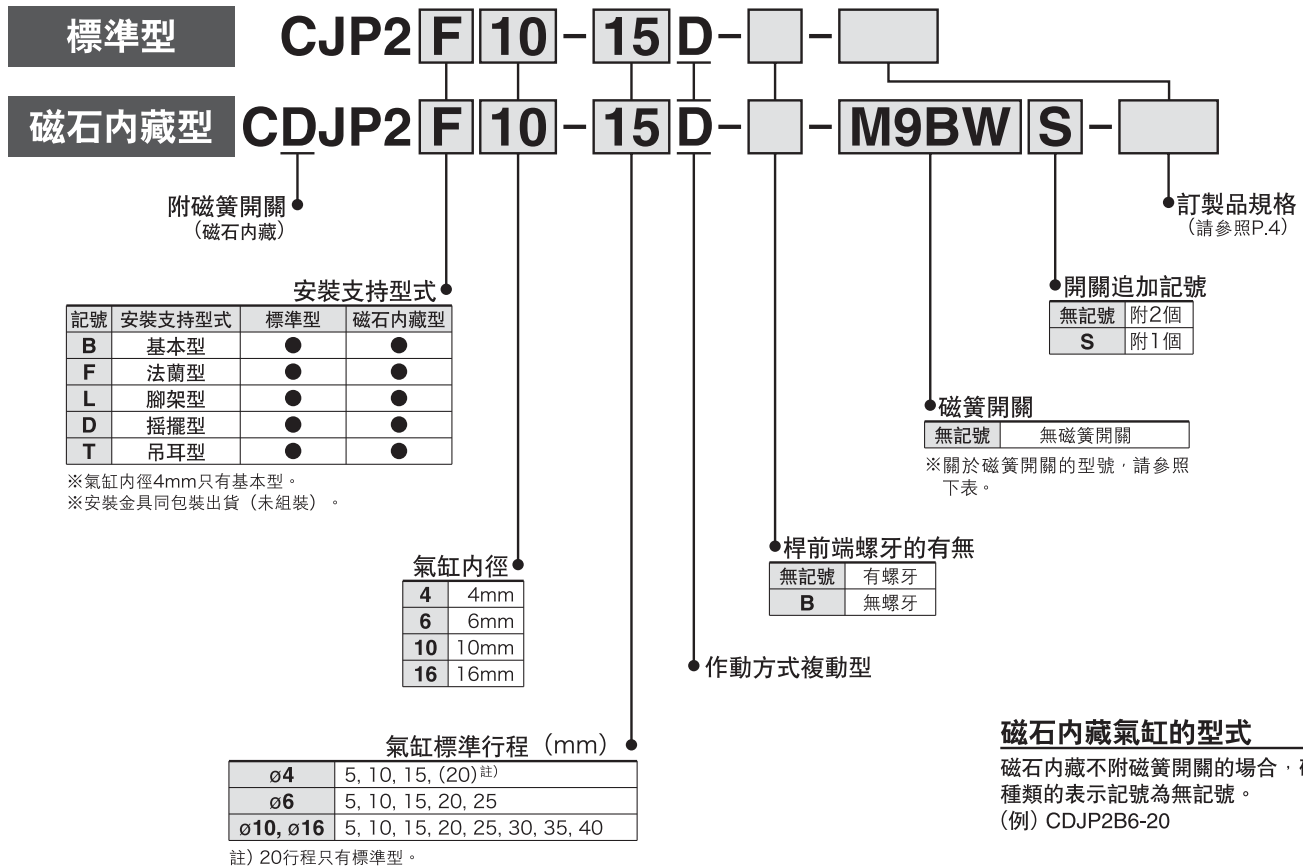 標準型 CJP2 F 10 - 15 D - -
磁石内藏型 CDJP2 F 10 - 15 D - - M9BW S -
附磁簧開關
(磁石内藏)
訂製品規格
(請參照P.4)
安裝支持型式
記號 安裝支持型式 標準型 磁石内藏型
B 基本型 ● ●
F 法蘭型 ● ●
L 腳架型 ● ●
D 搖擺型 ● ●
T 吊耳型 ● ●
※氣缸内徑4mm只有基本型。
※安裝金具同包裝出貨（未組裝）。
開關追加記號
無記號 附2個
S 附1個
磁簧開關
無記號 無磁簧開關
※關於磁簧開關的型號，請參照
下表。
桿前端螺牙的有無
無記號 有螺牙
B 無螺牙
氣缸内徑
4 4mm
6 6mm
10 10mm
16 16mm
作動方式複動型
氣缸標準行程（mm）
ø4 5, 10, 15, (20)註)
ø6 5, 10, 15, 20, 25
ø10, ø16 5, 10, 15, 20, 25, 30, 35, 40
註) 20行程只有標準型。
磁石内藏氣缸的型式
磁石内藏不附磁簧開關的場合，
種類的表示記號為無記號。
(例) CDJP2B6-20